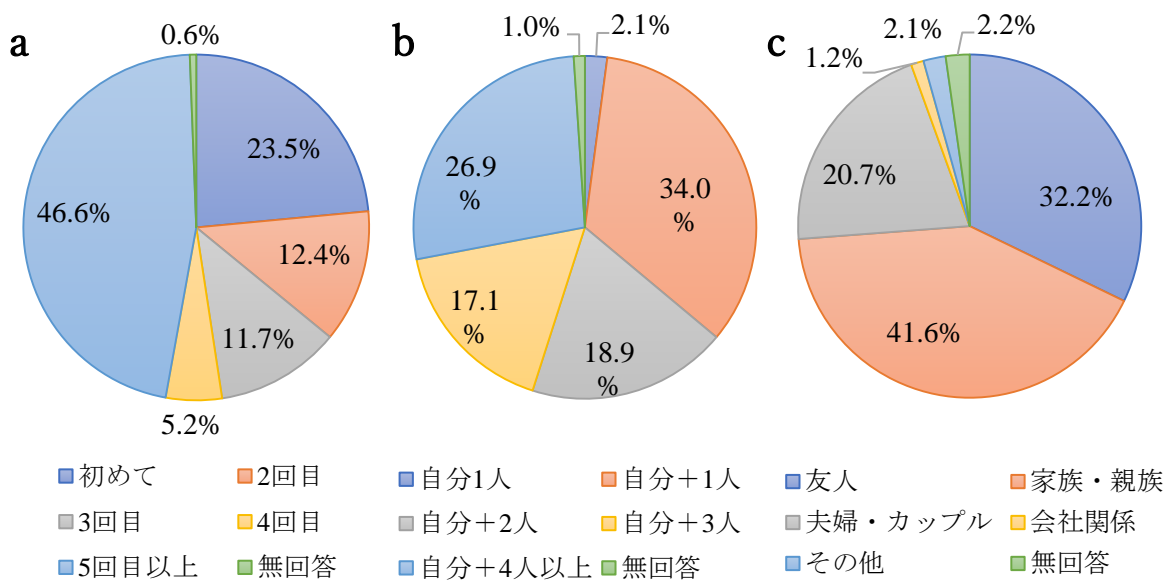 a
0.6%
23.5%
12.4%
11.7%
5.2%
46.6%
初めて
2回目
3回目
4回目
5回目以上
無回答
b
1.0%
2.1%
34.0
%
18.9
%
17.1
%
26.9
%
自分1人
自分＋1人
自分＋2人
自分＋3人
自分＋4人以上
無回答
c
1.2%
2.1%
2.2%
32.2%
41.6%
20.7%
友人
家族・親族
夫婦・カップル
会社関係
その他
無回答